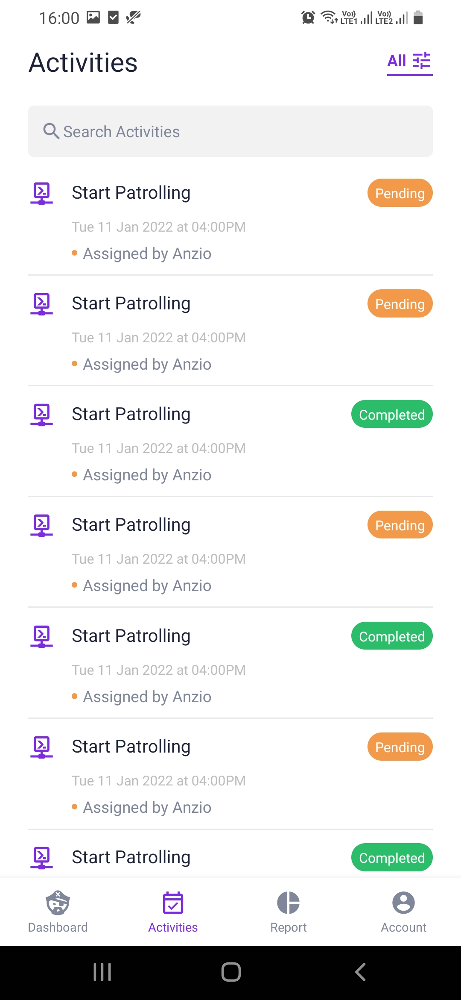 16:00
Vo)) LTE1 Vo)) LTE2
Activities
All
Search Activities
Start Patrolling
Pending
Tue 11 Jan 2022 at 04:00PM
Assigned by Anzio
Start Patrolling
Pending
Tue 11 Jan 2022 at 04:00PM
Assigned by Anzio
Start Patrolling
Completed
Tue 11 Jan 2022 at 04:00PM
Assigned by Anzio
Start Patrolling
Pending
Tue 11 Jan 2022 at 04:00PM
Assigned by Anzio
Start Patrolling
Completed
Tue 11 Jan 2022 at 04:00PM
Assigned by Anzio
Start Patrolling
Pending
Tue 11 Jan 2022 at 04:00PM
Assigned by Anzio
Start Patrolling
Completed
Dashboard
Activities
Report
Account